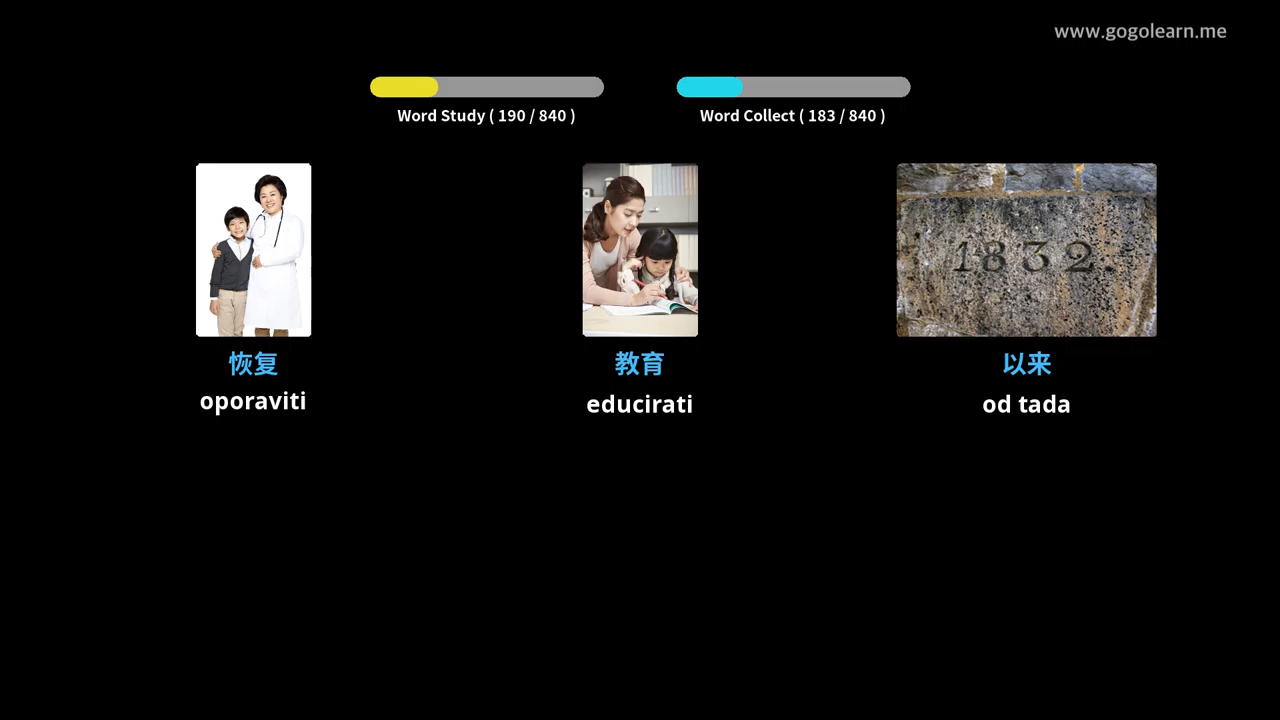 www.gogolearn.me
Word Study ( 190 / 840 )
Word Collect ( 183 / 840 )
1832.
恢复
教育
以来
oporaviti
educirati
od tada